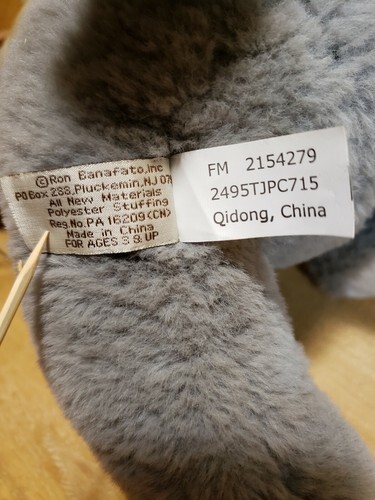 ©Ron Banafato,Inc
PO Box 288,Pluckemin,NJ 07
All New Materials
Polyester Stuffing
Reg.No.PA 16209<CN>
Made in China
FOR AGES 3 & UP
FM 2154279
2495TJPC715
Qidong, China